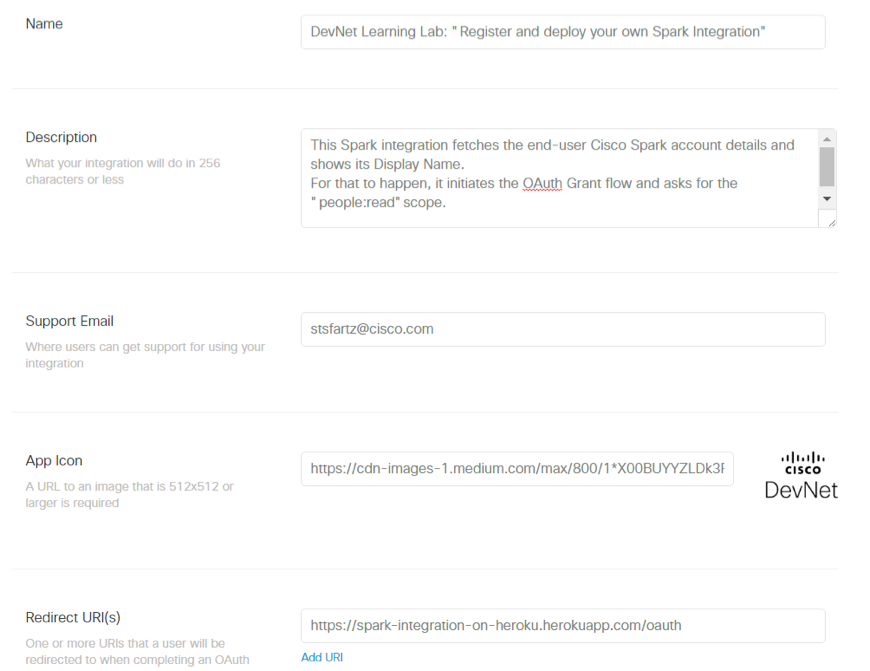 Name
DevNet Learning Lab: "Register and deploy your own Spark Integration"
Description
What your integration will do in 256
characters or less
This Spark integration fetches the end-user Cisco Spark account details and
shows its Display Name.
For that to happen, it initiates the OAuth Grant flow and asks for the
"people:read" scope.
Support Email
Where users can get support for using your
integration
stsfartz@cisco.com
App Icon
A URL to an image that is 512x512 or
larger is required
https://cdn-images-1.medium.com/max/800/1*X00BUYYZLDk3F
CISCO
DevNet
Redirect URI(s)
One or more URIs that a user will be
redirected to when completing an OAuth
https://spark-integration-on-heroku.herokuapp.com/oauth
Add URI